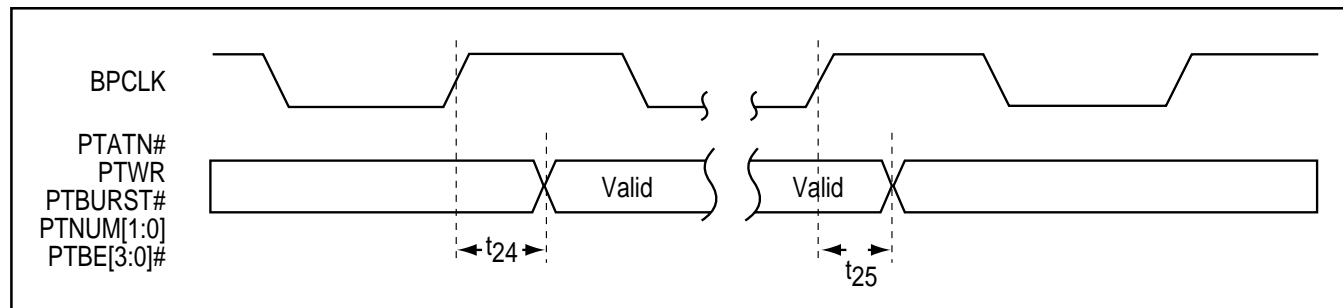 BPCLK
PTATN#
PTWR
PTBURST#
PTNUM[1:0]
PTBE[3:0]#
Valid
Valid
t24
t25